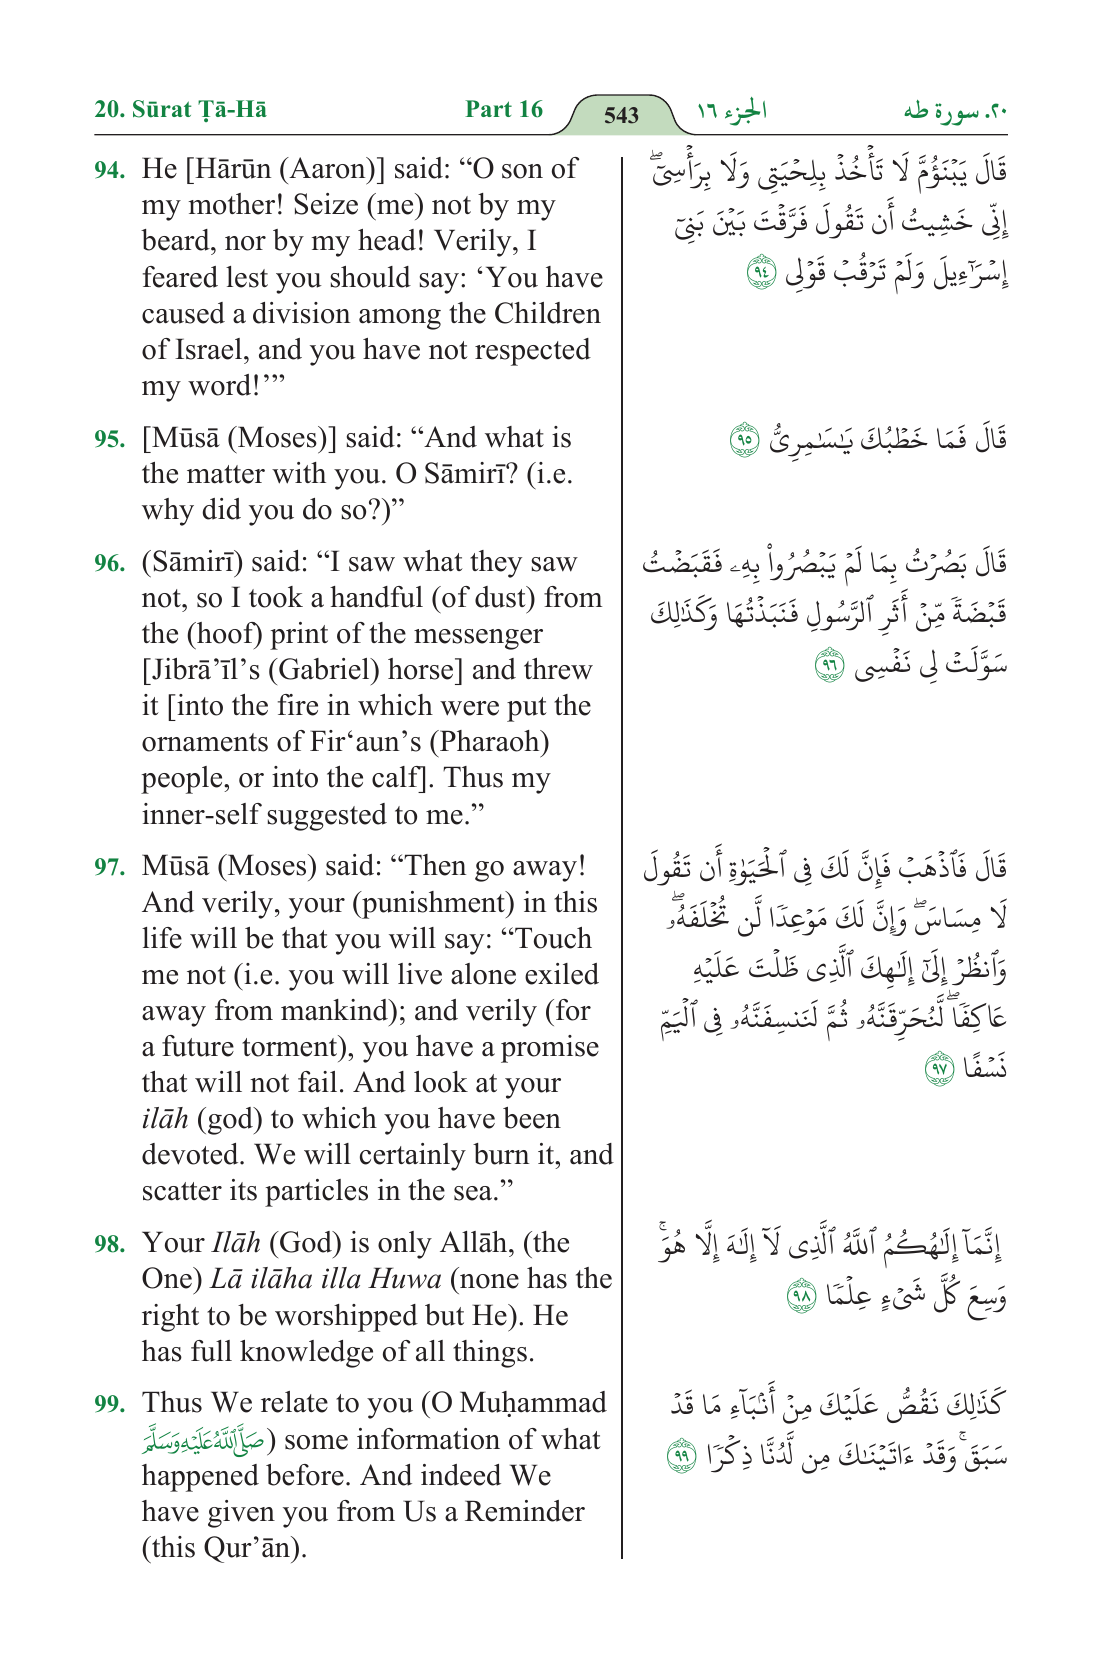 20. Sūrat Ṭā-Hā Part 16 543 الجزء ١٦ ٢٠. سورة طه
94. He [Hārūn (Aaron)] said: “O son of
my mother! Seize (me) not by my
beard, nor by my head! Verily, I
feared lest you should say: ‘You have
caused a division among the Children
of Israel, and you have not respected
my word!’”
قَالَ يَبۡنَؤُمَّ لَا تَأۡخُذۡ بِلِحۡيَتِي وَلَا بِرَأۡسِيٓۖ
إِنِّي خَشِيتُ أَن تَقُولَ فَرَّقۡتَ بَيۡنَ بَنِيٓ
إِسۡرَٰٓءِيلَ وَلَمۡ تَرۡقُبۡ قَوۡلِي ٩٤
95. [Mūsā (Moses)] said: “And what is
the matter with you. O Sāmirī? (i.e.
why did you do so?)”
قَالَ فَمَا خَطۡبُكَ يَٰسَٰمِرِيُّ ٩٥
96. (Sāmirī) said: “I saw what they saw
not, so I took a handful (of dust) from
the (hoof) print of the messenger
[Jibrā’īl’s (Gabriel) horse] and threw
it [into the fire in which were put the
ornaments of Fir‘aun’s (Pharaoh)
people, or into the calf]. Thus my
inner-self suggested to me.”
قَالَ بَصُرۡتُ بِمَا لَمۡ يَبۡصُرُواْ بِهِۦ فَقَبَضۡتُ
قَبۡضَةٗ مِّنۡ أَثَرِ ٱلرَّسُولِ فَنَبَذۡتُهَا وَكَذَٰلِكَ
سَوَّلَتۡ لِي نَفۡسِي ٩٦
97. Mūsā (Moses) said: “Then go away!
And verily, your (punishment) in this
life will be that you will say: “Touch
me not (i.e. you will live alone exiled
away from mankind); and verily (for
a future torment), you have a promise
that will not fail. And look at your
ilāh (god) to which you have been
devoted. We will certainly burn it, and
scatter its particles in the sea.”
قَالَ فَٱذۡهَبۡ فَإِنَّ لَكَ فِي ٱلۡحَيَوٰةِ أَن تَقُولَ
لَا مِسَاسَۖ وَإِنَّ لَكَ مَوۡعِدٗا لَّن تُخۡلَفَهُۥۖ
وَٱنظُرۡ إِلَىٰٓ إِلَٰهِكَ ٱلَّذِي ظَلۡتَ عَلَيۡهِ
عَاكِفٗاۖ لَّنُحَرِّقَنَّهُۥ ثُمَّ لَنَنسِفَنَّهُۥ فِي ٱلۡيَمِّ
نَسۡفًا ٩٧
98. Your Ilāh (God) is only Allāh, (the
One) Lā ilāha illa Huwa (none has the
right to be worshipped but He). He
has full knowledge of all things.
إِنَّمَآ إِلَٰهُكُمُ ٱللَّهُ ٱلَّذِي لَآ إِلَٰهَ إِلَّا هُوَۚ
وَسِعَ كُلَّ شَيۡءٍ عِلۡمٗا ٩٨
99. Thus We relate to you (O Muḥammad
صَلَّى اللَّهُ عَلَيْهِ وَسَلَّمَ) some information of what
happened before. And indeed We
have given you from Us a Reminder
(this Qur’ān).
كَذَٰلِكَ نَقُصُّ عَلَيۡكَ مِنۡ أَنۢبَآءِ مَا قَدۡ
سَبَقَۚ وَقَدۡ ءَاتَيۡنَٰكَ مِن لَّدُنَّا ذِكۡرٗا ٩٩